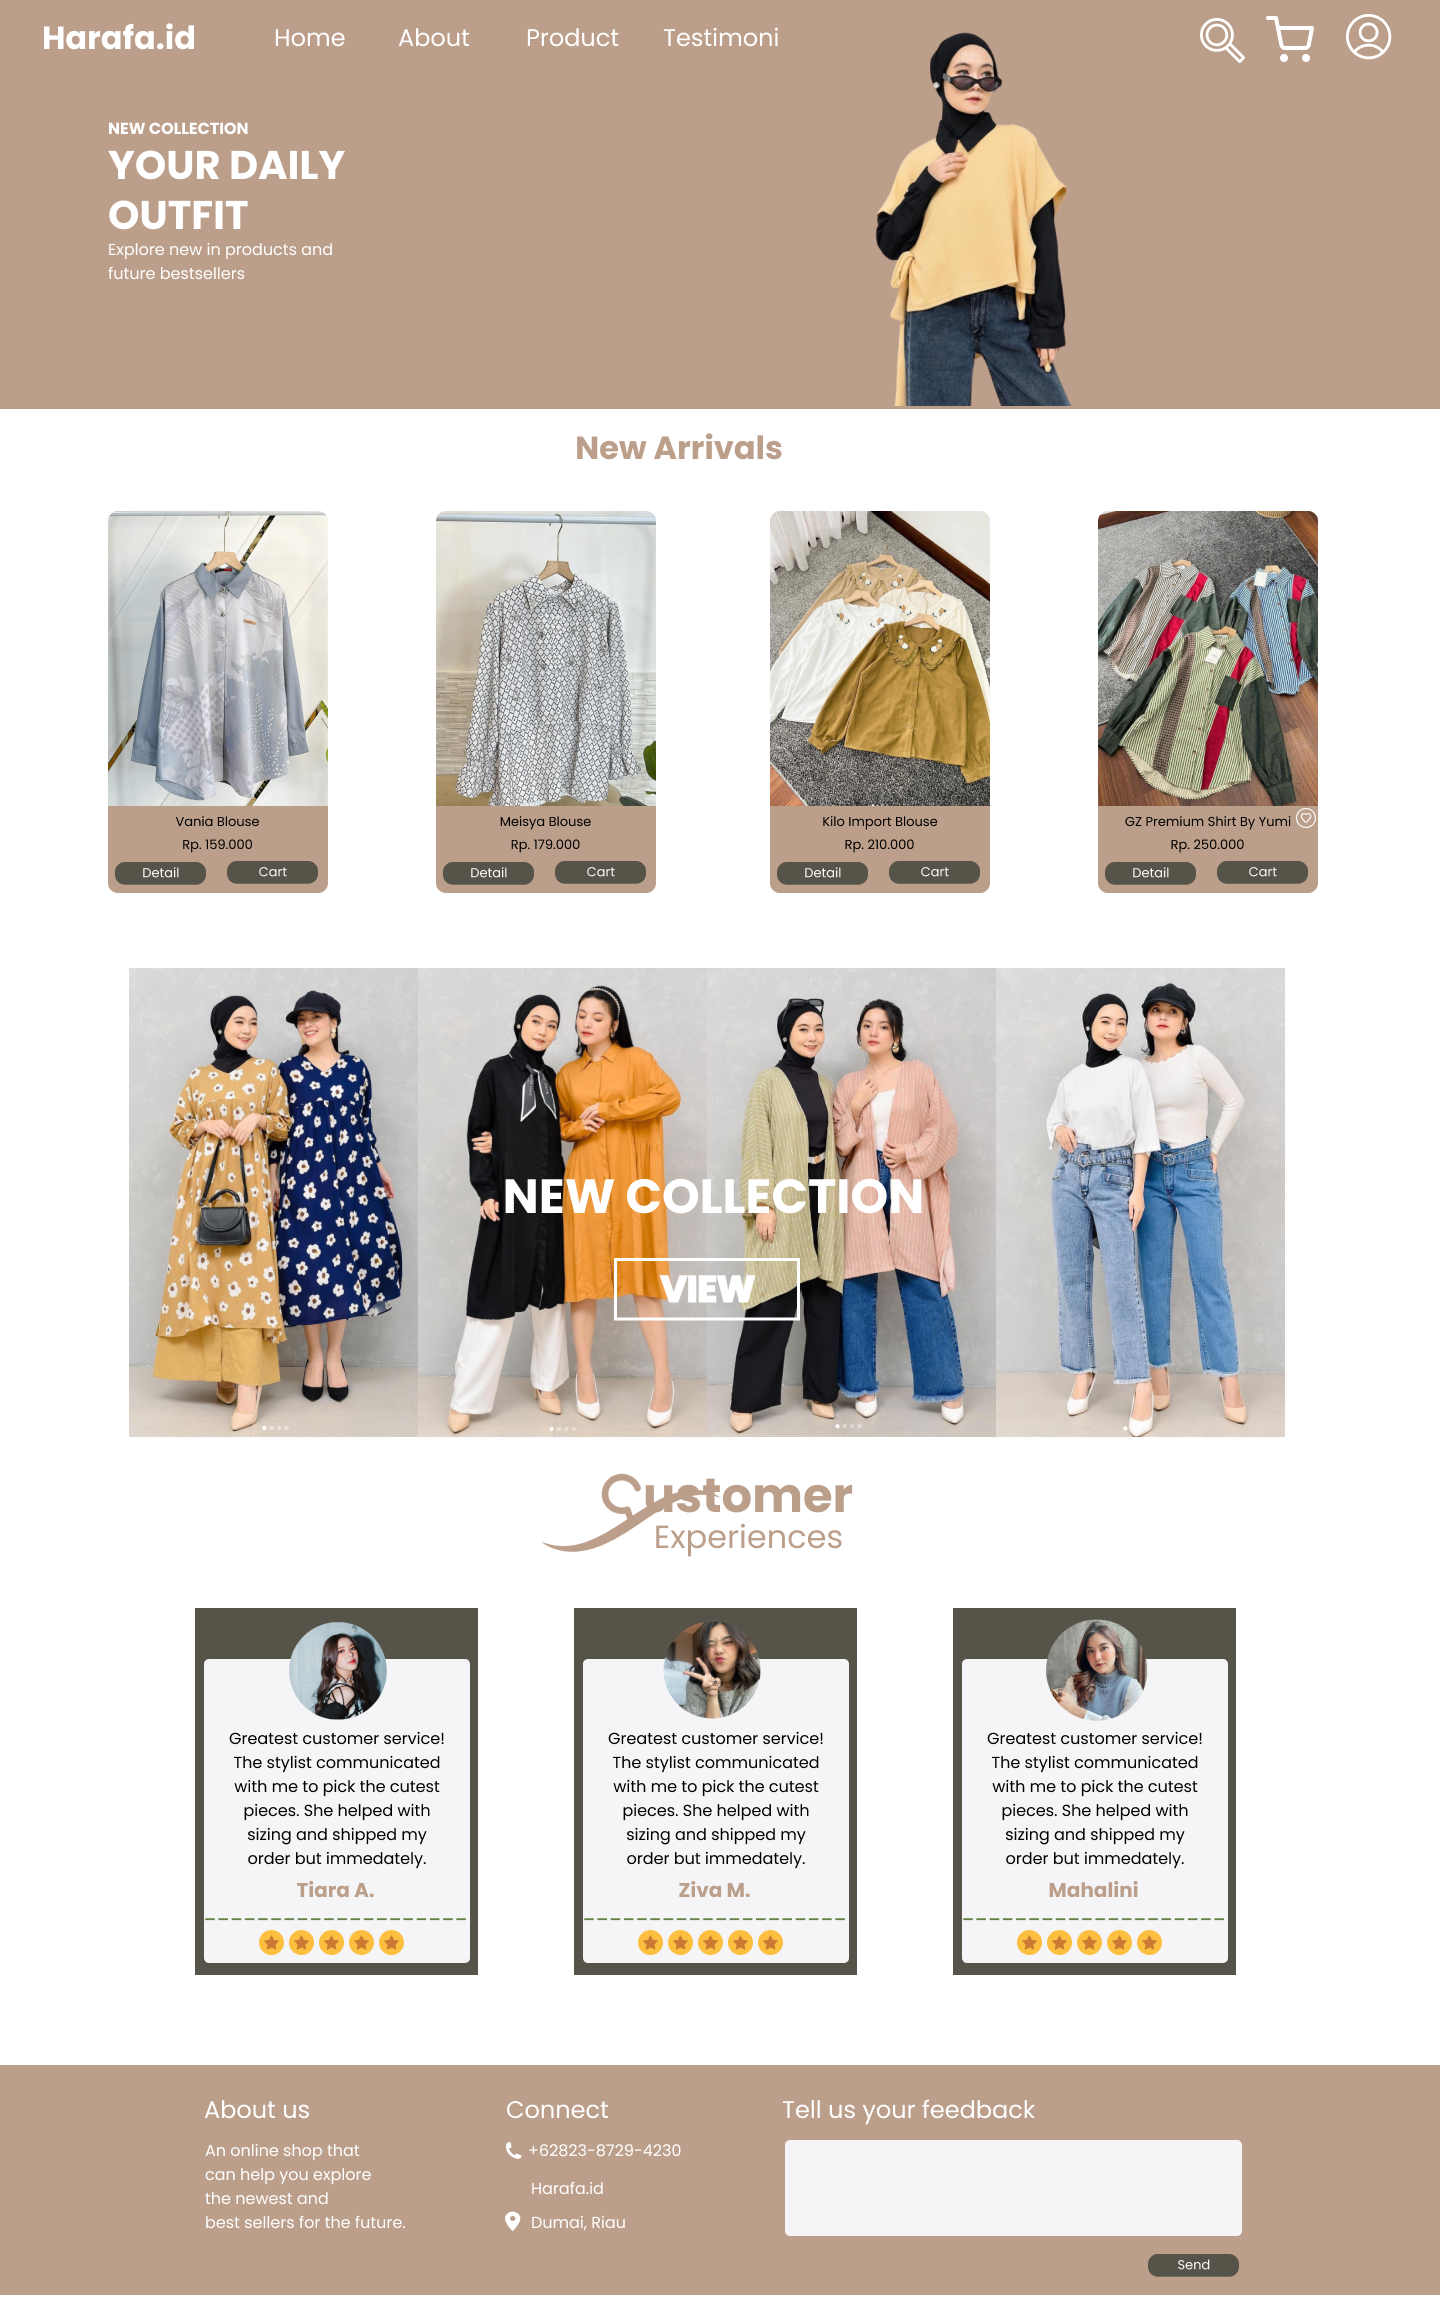 Harafa.id
Home
About
Product
Testimoni
NEW COLLECTION
YOUR DAILY
OUTFIT
Explore new in products and
future bestsellers
New Arrivals
Vania Blouse
Rp. 159.000
Detail
Cart
Meisya Blouse
Rp. 179.000
Detail
Cart
Kilo Import Blouse
Rp. 210.000
Detail
Cart
GZ Premium Shirt By Yumi
Rp. 250.000
Detail
Cart
NEW COLLECTION
VIEW
Customer
Experiences
Greatest customer service!
The stylist communicated
with me to pick the cutest
pieces. She helped with
sizing and shipped my
order but immedately.
Tiara A.
Greatest customer service!
The stylist communicated
with me to pick the cutest
pieces. She helped with
sizing and shipped my
order but immedately.
Ziva M.
Greatest customer service!
The stylist communicated
with me to pick the cutest
pieces. She helped with
sizing and shipped my
order but immedately.
Mahalini
About us
An online shop that
can help you explore
the newest and
best sellers for the future.
Connect
+62823-8729-4230
Harafa.id
Dumai, Riau
Tell us your feedback
Send